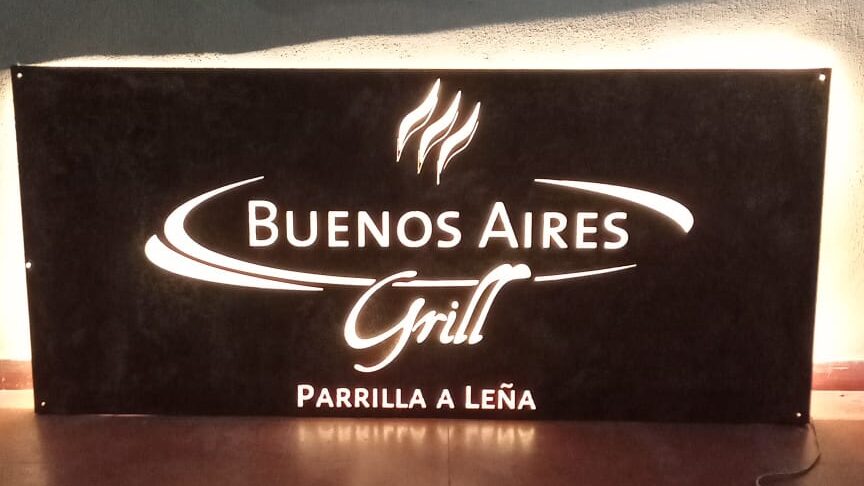 BUENOS AIRES
Grill
PARRILLA A LEÑA